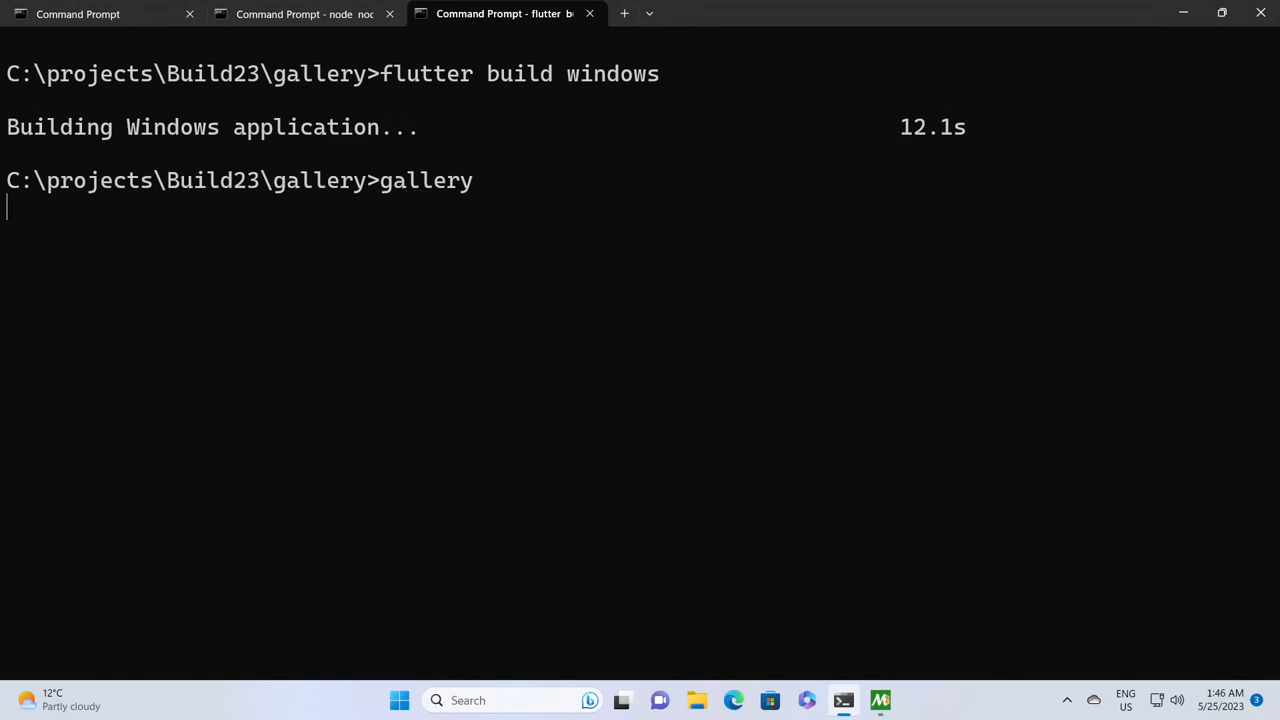 Command Prompt
Command Prompt - node noc
Command Prompt - flutter b
C:\projects\Build23\gallery>flutter build windows
Building Windows application... 12.1s
C:\projects\Build23\gallery>gallery
12°C
Partly cloudy
Search
ENG
US
1:46 AM
5/25/2023
3